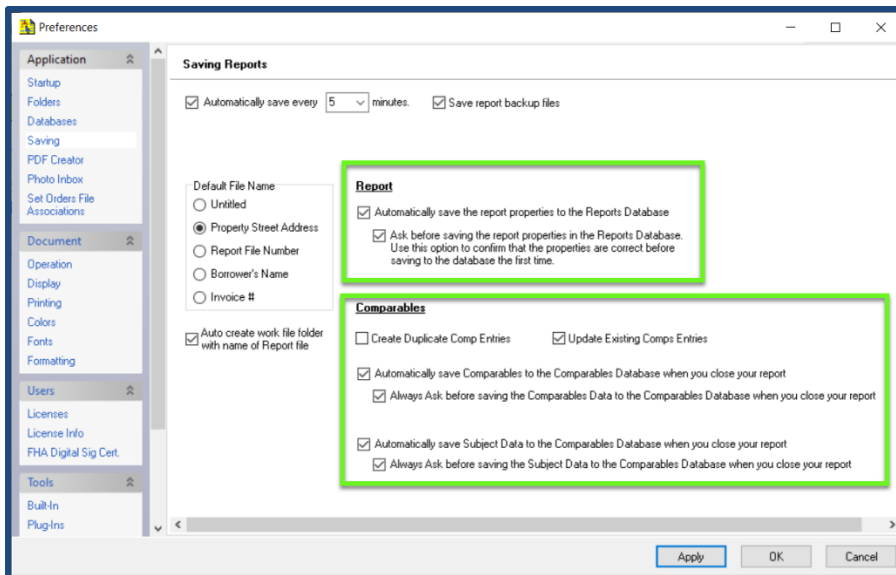 Preferences
Application
Startup
Folders
Databases
Saving
PDF Creator
Photo Inbox
Set Orders File
Associations
Document
Operation
Display
Printing
Colors
Fonts
Formatting
Users
Licenses
License Info
FHA Digital Sig Cert.
Tools
Built-In
Plug-Ins
Saving Reports
Automatically save every 5 minutes.
Save report backup files
Default File Name
Untitled
Property Street Address
Report File Number
Borrower's Name
Invoice #
Auto create work file folder
with name of Report file
Report
Automatically save the report properties to the Reports Database
Ask before saving the report properties in the Reports Database.
Use this option to confirm that the properties are correct before
saving to the database the first time.
Comparables
Create Duplicate Comp Entries
Update Existing Comps Entries
Automatically save Comparables to the Comparables Database when you close your report
Always Ask before saving the Comparables Data to the Comparables Database when you close your report
Automatically save Subject Data to the Comparables Database when you close your report
Always Ask before saving the Subject Data to the Comparables Database when you close your report
Apply
OK
Cancel